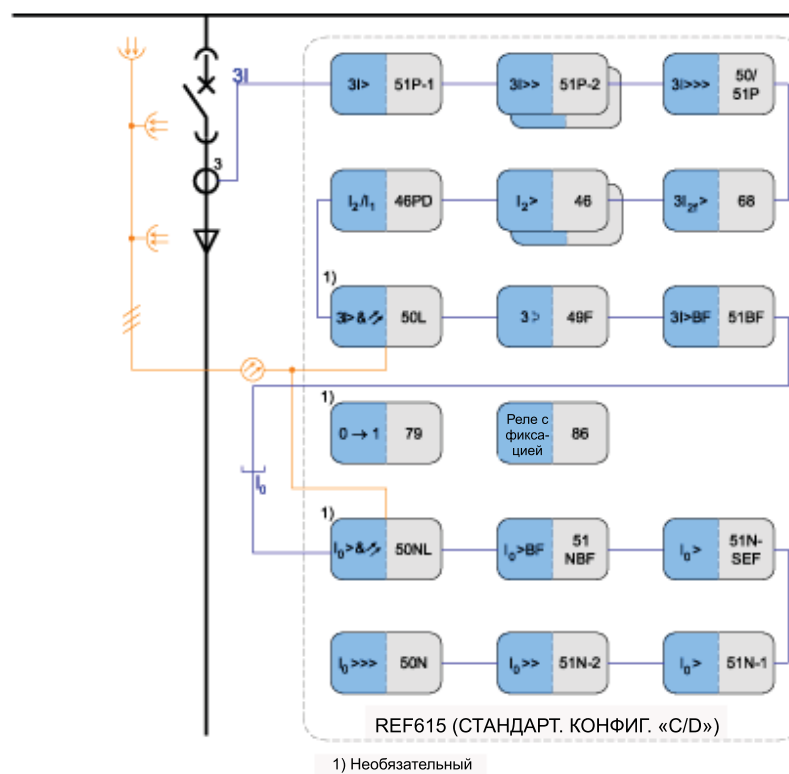 3I
3
3I> 51P-1
3I>> 51P-2
3I>>> 50/
51P
I2/I1 46PD
I2> 46
3I2f> 68
1)
3I>& 50L
3 49F
3I>BF 51BF
1)
0 → 1 79
Реле с
фикса-
цией
86
I0
1)
I0>& 50NL
I0>BF 51
NBF
I0> 51N-
SEF
I0>>> 50N
I0>> 51N-2
I0> 51N-1
REF615 (СТАНДАРТ. КОНФИГ. «C/D»)
1) Необязательный